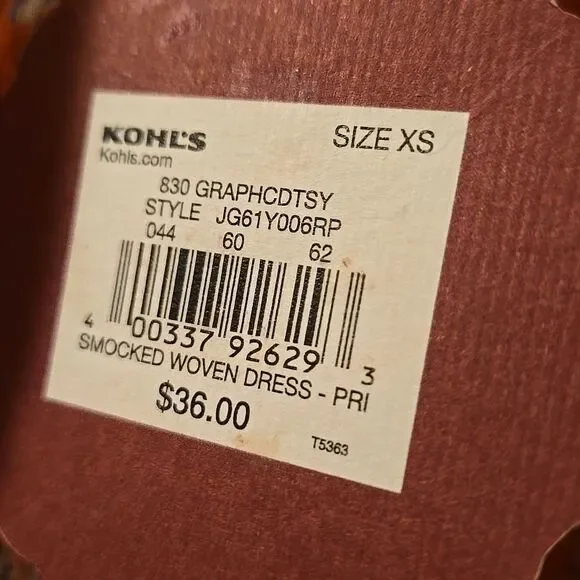 KOHL'S
SIZE XS
Kohls.com
830 GRAPHCDTSY
STYLE JG61Y006RP
044 60 62
4 00337 92629 3
SMOCKED WOVEN DRESS - PRI
$36.00
T5363